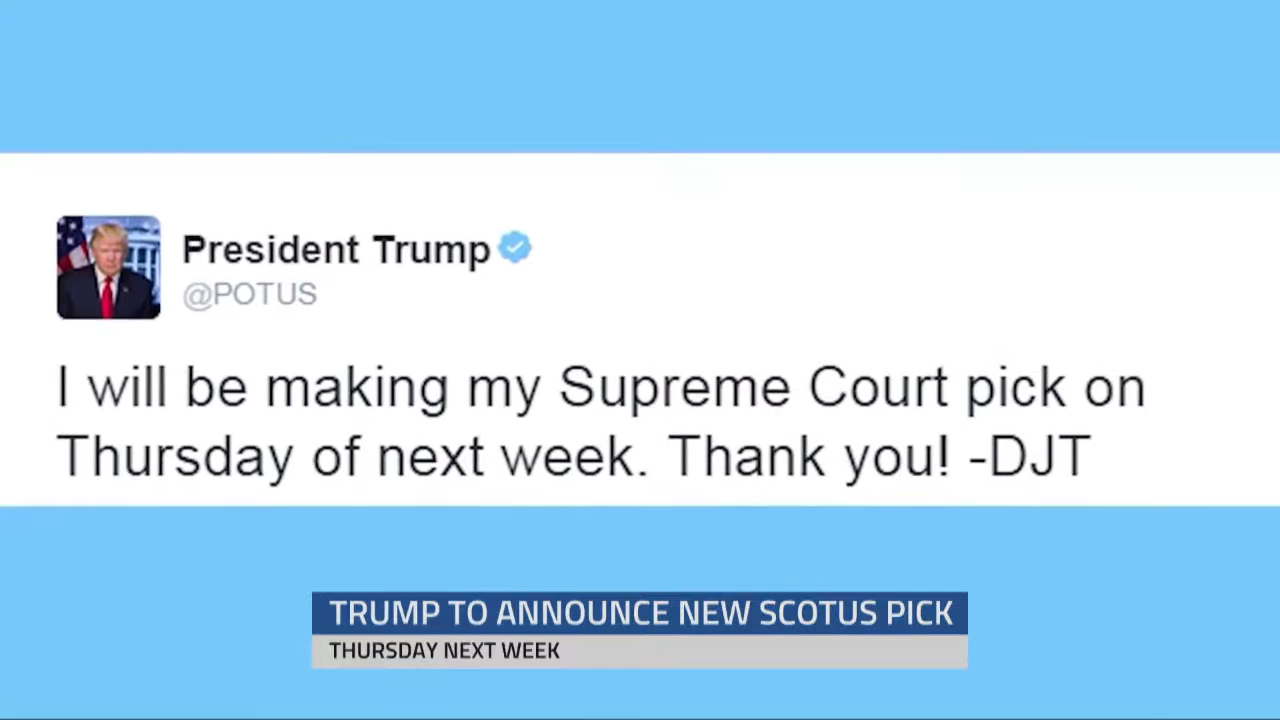 President Trump
@POTUS
I will be making my Supreme Court pick on
Thursday of next week. Thank you! -DJT
TRUMP TO ANNOUNCE NEW SCOTUS PICK
THURSDAY NEXT WEEK